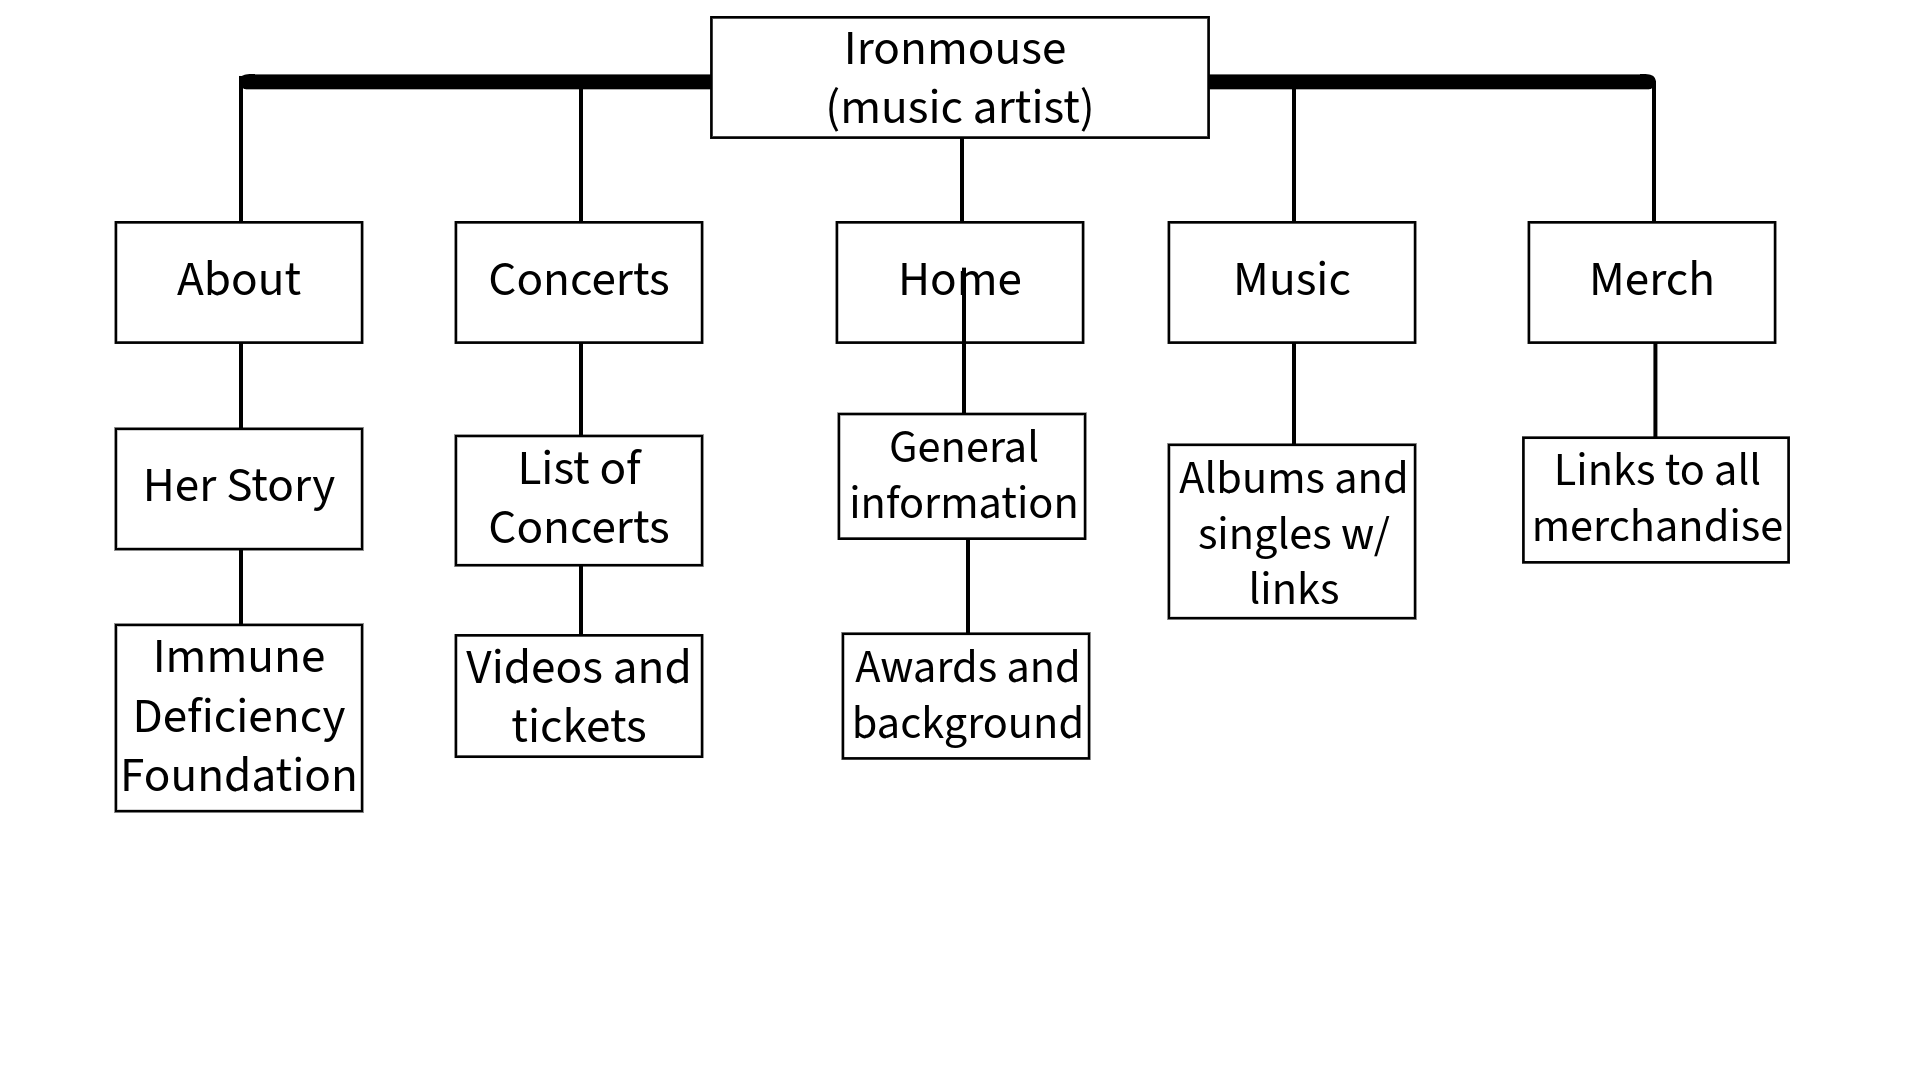 Ironmouse
(music artist)
About
Concerts
Home
Music
Merch
Her Story
List of
Concerts
General
information
Albums and
singles w/
links
Links to all
merchandise
Immune
Deficiency
Foundation
Videos and
tickets
Awards and
background